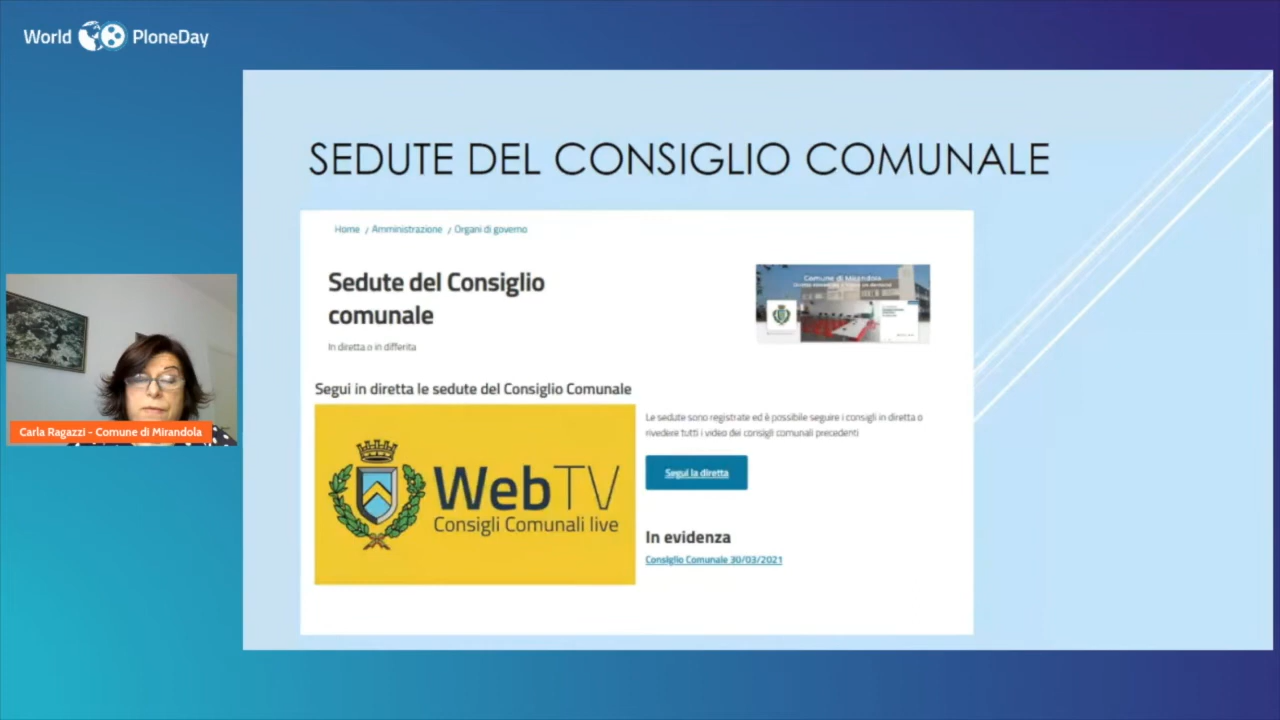 World PloneDay
SEDUTE DEL CONSIGLIO COMUNALE
Home / Amministrazione / Organi di governo
Sedute del Consiglio
comunale
In diretta o in differita
Comune di Mirandola
Segui in diretta le sedute del Consiglio Comunale
WebTV
Consigli Comunali live
Le sedute sono registrate ed è possibile seguire i consigli in diretta o
rivedere tutti i video dei consigli comunali precedenti
Segui la diretta
In evidenza
Consiglio Comunale 30/03/2021
Carla Ragazzi - Comune di Mirandola